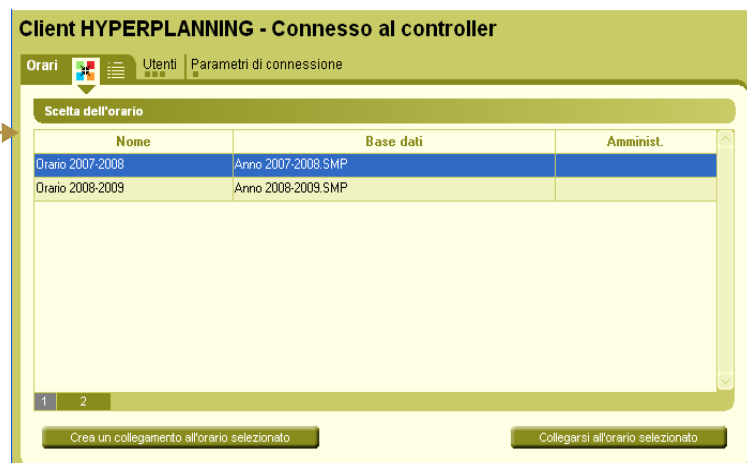 Client HYPERPLANNING - Connesso al controller
Orari Utenti Parametri di connessione
Scelta dell'orario
Nome Base dati Amminist.
Orario 2007-2008 Anno 2007-2008.SMP
Orario 2008-2009 Anno 2008-2009.SMP
1 2
Crea un collegamento all'orario selezionato Collegarsi all'orario selezionato